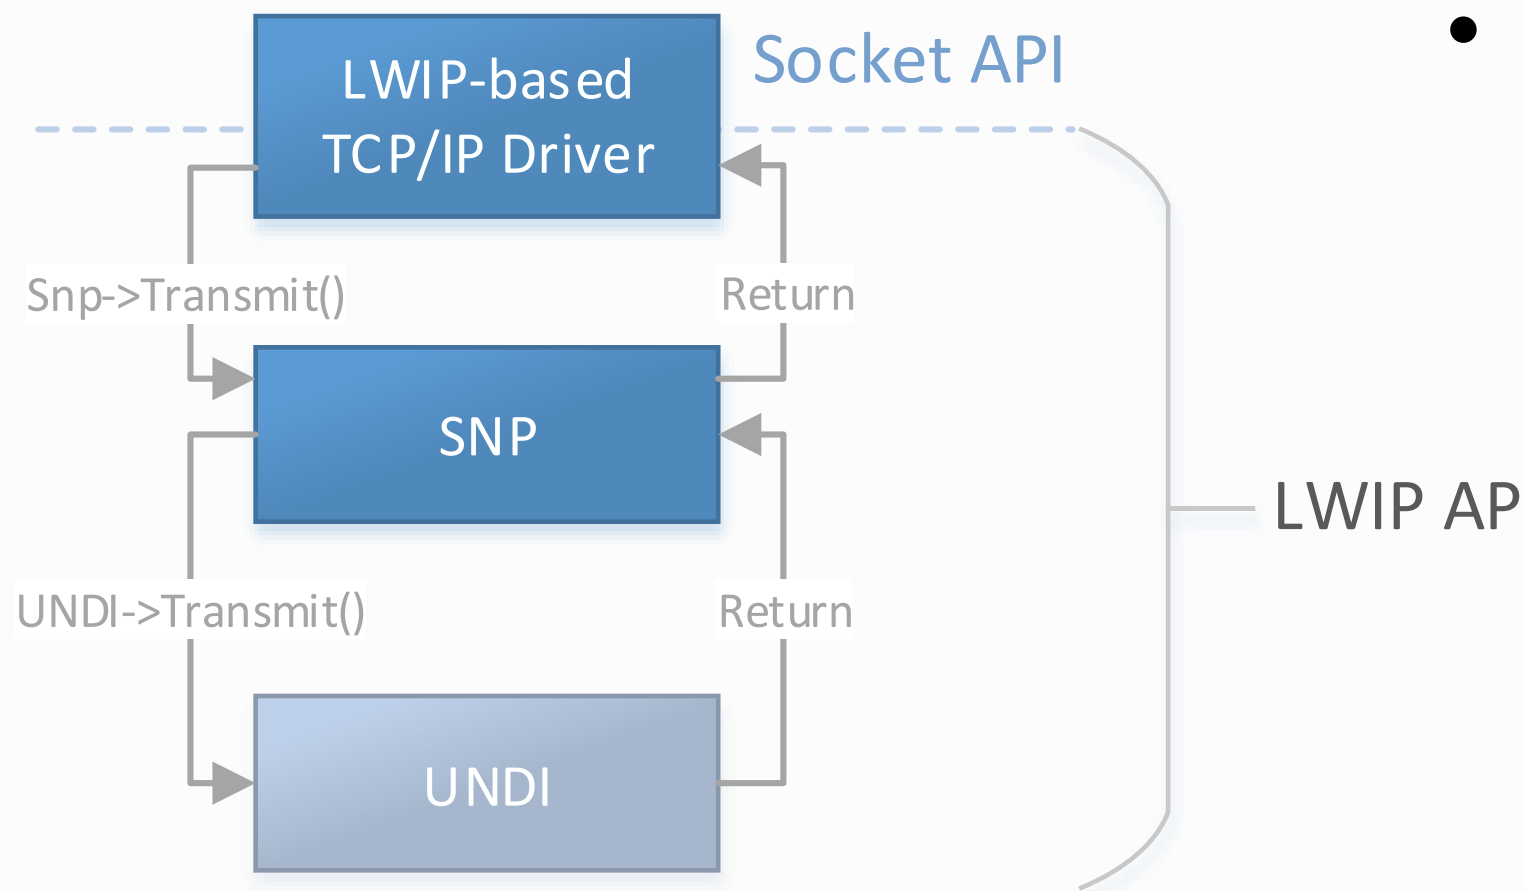 LWIP-based
TCP/IP Driver
Socket API
Snp->Transmit()
Return
SNP
LWIP AP
UNDI->Transmit()
Return
UNDI